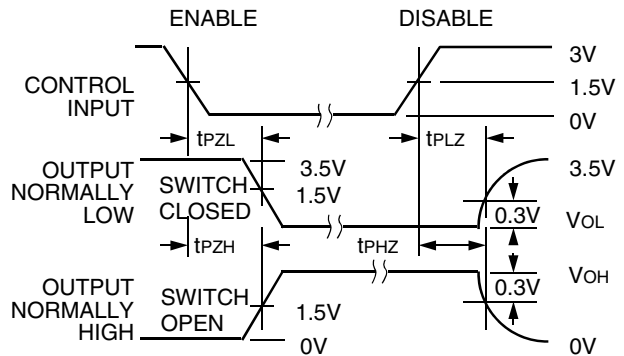 ENABLE DISABLE
3V
CONTROL
INPUT
1.5V
0V
tPZL tPLZ
OUTPUT
NORMALLY
LOW
SWITCH
CLOSED
3.5V
1.5V
3.5V
0.3V
VOL
tPZH tPHZ
OUTPUT
NORMALLY
HIGH
SWITCH
OPEN
1.5V
0V
VOH
0.3V
0V